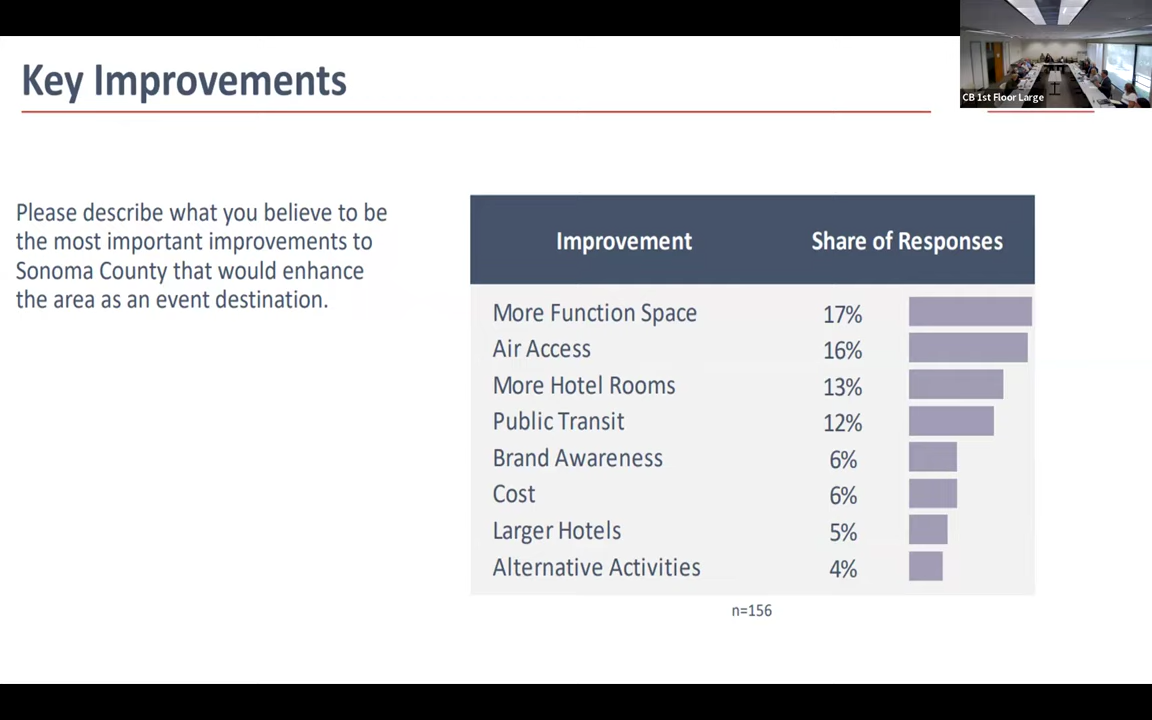 Key Improvements
CB 1st Floor Large
Please describe what you believe to be
the most important improvements to
Sonoma County that would enhance
the area as an event destination.
Improvement Share of Responses
More Function Space 17%
Air Access 16%
More Hotel Rooms 13%
Public Transit 12%
Brand Awareness 6%
Cost 6%
Larger Hotels 5%
Alternative Activities 4%
n=156